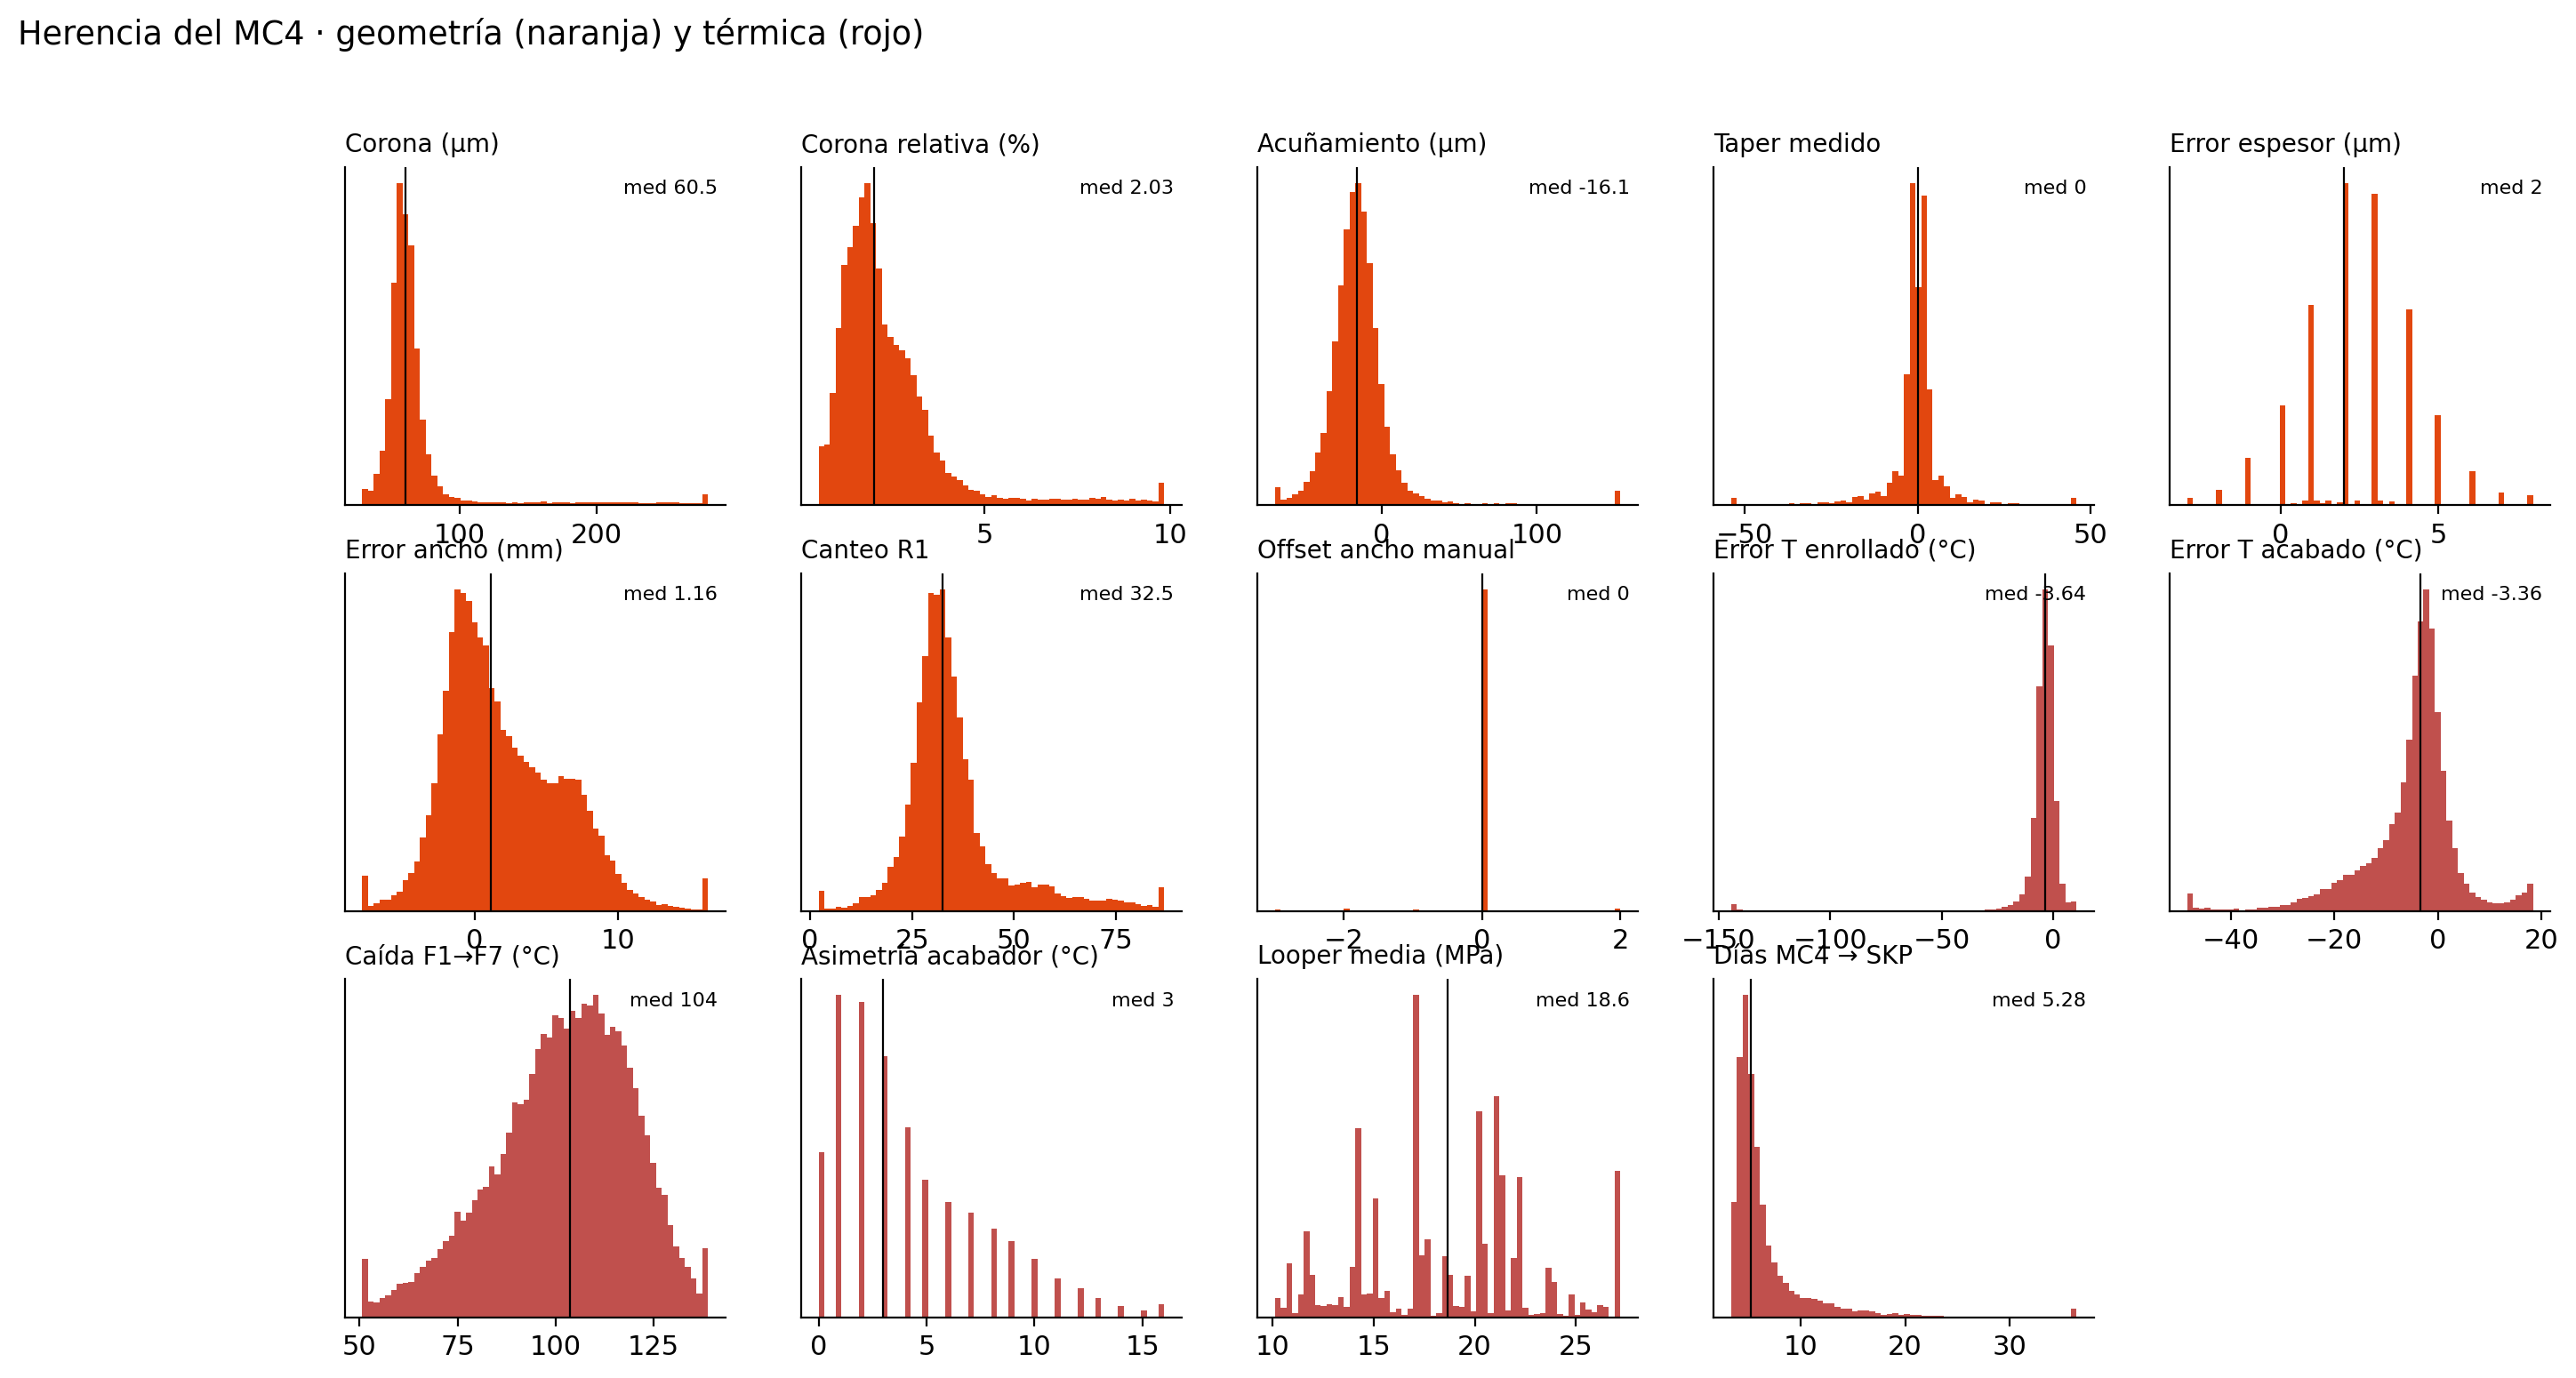 Herencia del MC4 · geometría (naranja) y térmica (rojo)
Corona (µm)
med 60.5
100 200
Corona relativa (%)
med 2.03
5 10
Acuñamiento (µm)
med -16.1
0 100
Taper medido
med 0
−50 0 50
Error espesor (µm)
med 2
0 5
Error ancho (mm)
med 1.16
0 10
Canteo R1
med 32.5
0 25 50 75
Offset ancho manual
med 0
−2 0 2
Error T enrollado (°C)
med -3.64
−150 −100 −50 0
Error T acabado (°C)
med -3.36
−40 −20 0 20
Caída F1→F7 (°C)
med 104
50 75 100 125
Asimetría acabador (°C)
med 3
0 5 10 15
Looper media (MPa)
med 18.6
10 15 20 25
Días MC4 → SKP
med 5.28
10 20 30